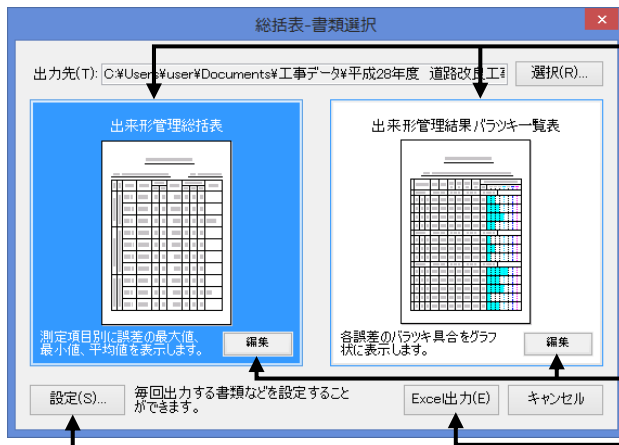 総括表-書類選択
出力先(T): C:¥Users¥user¥Documents¥工事データ¥平成28年度 道路改良工
選択(R)...
出来形管理総括表
出来形管理結果バラツキ一覧表
測定項目別に誤差の最大値、
最小値、平均値を表示します。
編集
各誤差のバラツキ具合をグラフ
状に表示します。
編集
設定(S)...
毎回出力する書類などを設定すること
ができます。
Excel出力(E)
キャンセル